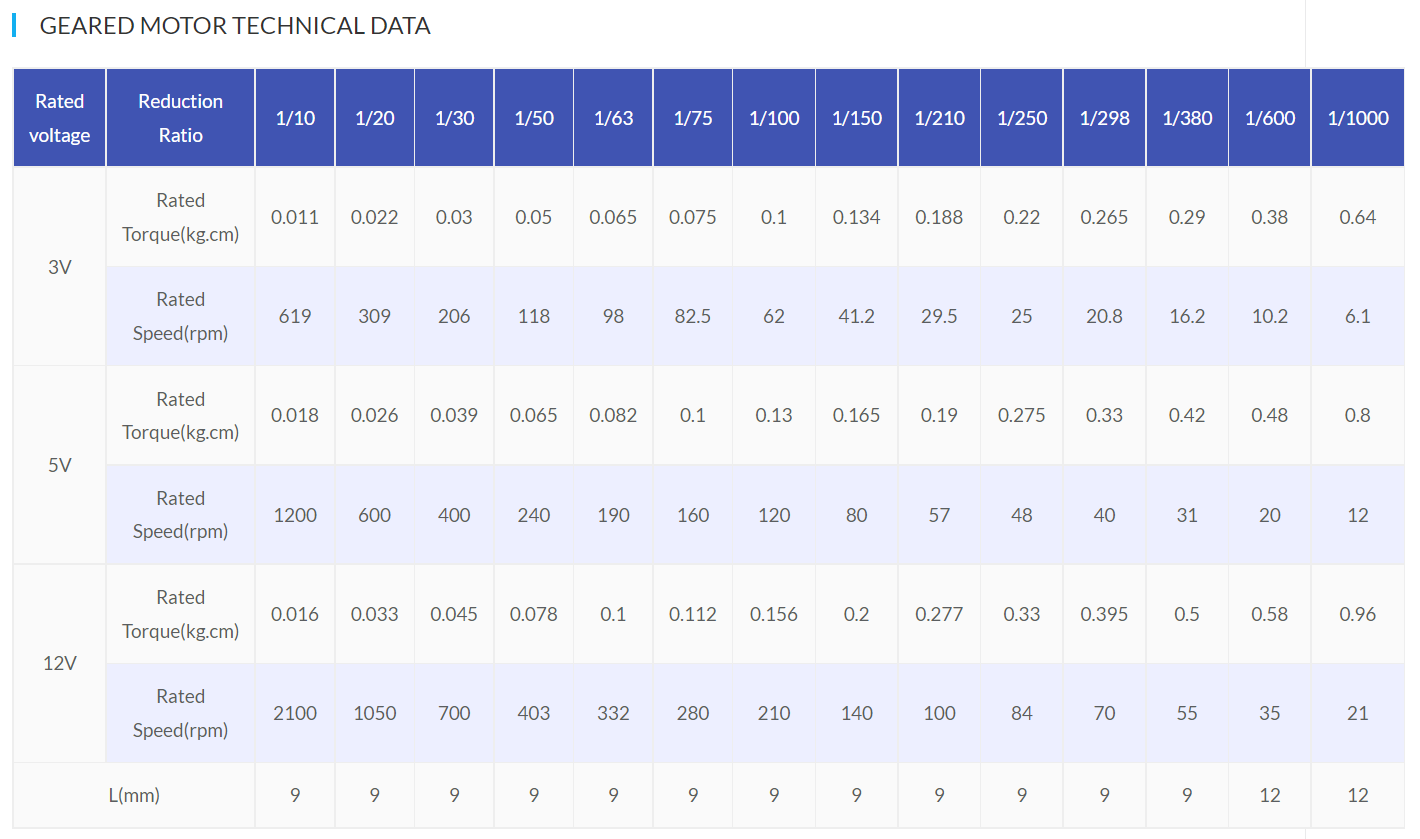 GEARED MOTOR TECHNICAL DATA
Rated voltage Reduction Ratio 1/10 1/20 1/30 1/50 1/63 1/75 1/100 1/150 1/210 1/250 1/298 1/380 1/600 1/1000
3V
Rated Torque(kg.cm) 0.011 0.022 0.03 0.05 0.065 0.075 0.1 0.134 0.188 0.22 0.265 0.29 0.38 0.64
Rated Speed(rpm) 619 309 206 118 98 82.5 62 41.2 29.5 25 20.8 16.2 10.2 6.1
5V
Rated Torque(kg.cm) 0.018 0.026 0.039 0.065 0.082 0.1 0.13 0.165 0.19 0.275 0.33 0.42 0.48 0.8
Rated Speed(rpm) 1200 600 400 240 190 160 120 80 57 48 40 31 20 12
12V
Rated Torque(kg.cm) 0.016 0.033 0.045 0.078 0.1 0.112 0.156 0.2 0.277 0.33 0.395 0.5 0.58 0.96
Rated Speed(rpm) 2100 1050 700 403 332 280 210 140 100 84 70 55 35 21
L(mm) 9 9 9 9 9 9 9 9 9 9 9 9 12 12